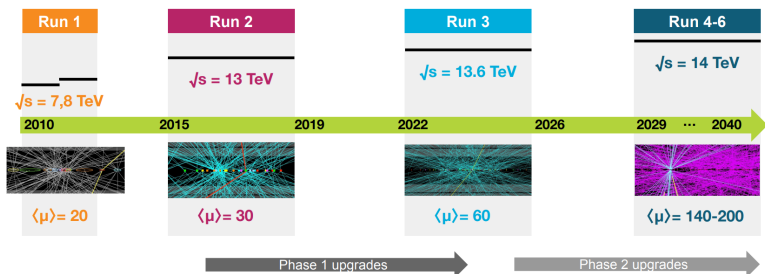 Run 1 Run 2 Run 3 Run 4-6
√s = 7,8 TeV √s = 13 TeV √s = 13.6 TeV √s = 14 TeV
2010 2015 2019 2022 2026 2029 ... 2040
⟨μ⟩= 20 ⟨μ⟩= 30 ⟨μ⟩= 60 ⟨μ⟩= 140-200
Phase 1 upgrades Phase 2 upgrades